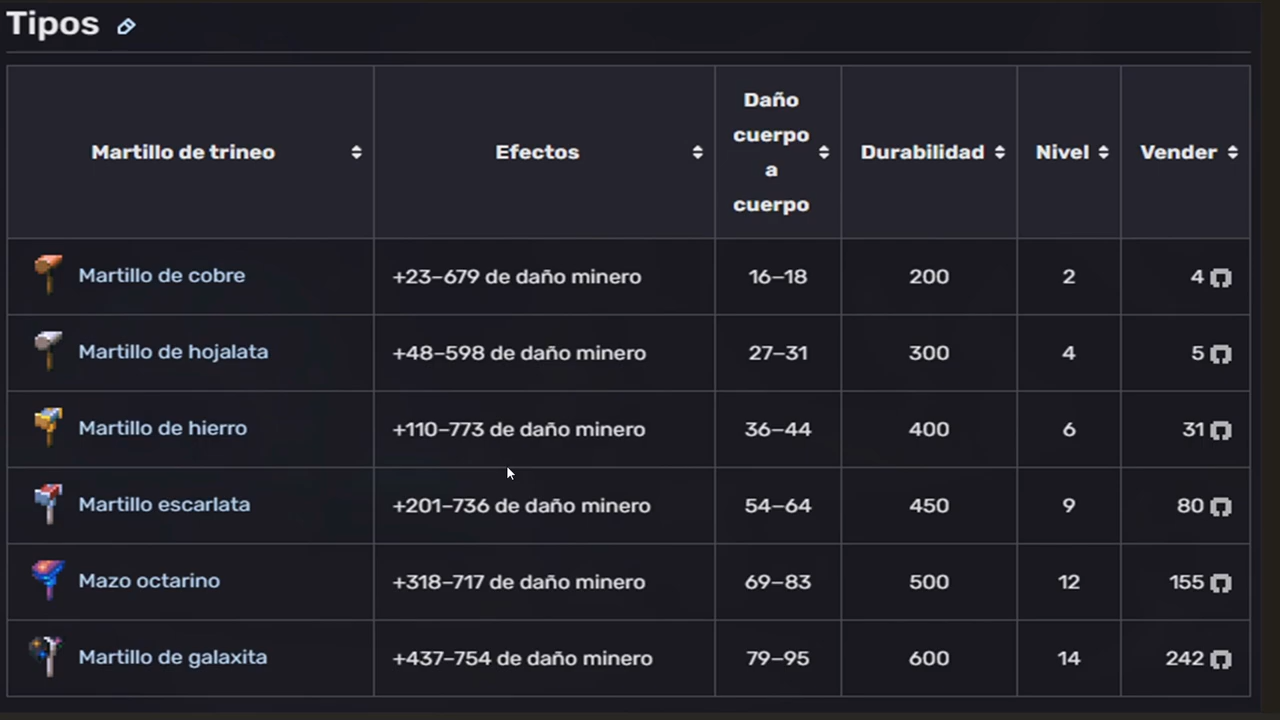 Tipos
Martillo de trineo Efectos Daño cuerpo a cuerpo Durabilidad Nivel Vender
Martillo de cobre +23–679 de daño minero 16–18 200 2 4
Martillo de hojalata +48–598 de daño minero 27–31 300 4 5
Martillo de hierro +110–773 de daño minero 36–44 400 6 31
Martillo escarlata +201–736 de daño minero 54–64 450 9 80
Mazo octarino +318–717 de daño minero 69–83 500 12 155
Martillo de galaxita +437–754 de daño minero 79–95 600 14 242